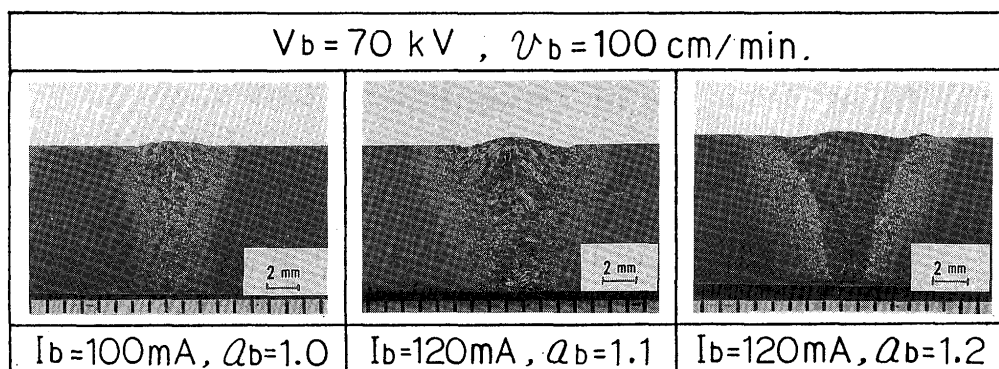 Vb=70 kV , 𝓋b=100 cm/min.
2 mm
2 mm
2 mm
Ib=100mA, ab=1.0
Ib=120mA, ab=1.1
Ib=120mA, ab=1.2